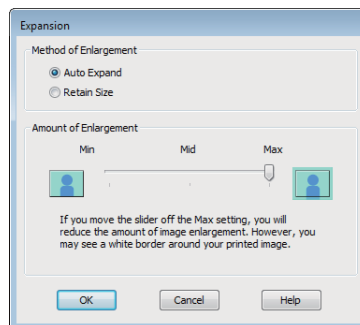 Expansion
Method of Enlargement
Auto Expand
Retain Size
Amount of Enlargement
Min Mid Max
If you move the slider off the Max setting, you will
reduce the amount of image enlargement. However, you
may see a white border around your printed image.
OK Cancel Help